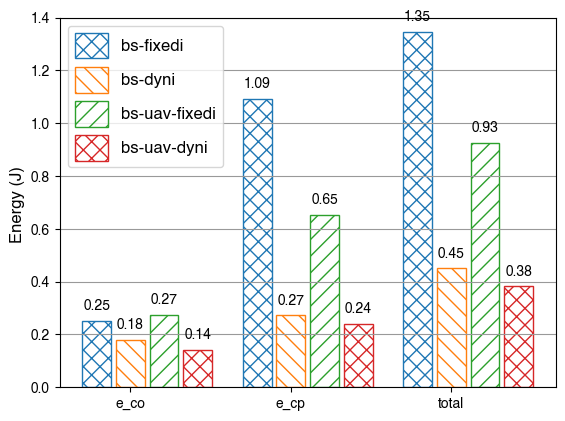 1.4
1.2
1.0
0.8
0.6
0.4
0.2
0.0
Energy (J)
bs-fixedi
bs-dyni
bs-uav-fixedi
bs-uav-dyni
0.25
0.18
0.27
0.14
1.09
0.27
0.65
0.24
1.35
0.45
0.93
0.38
e_co
e_cp
total